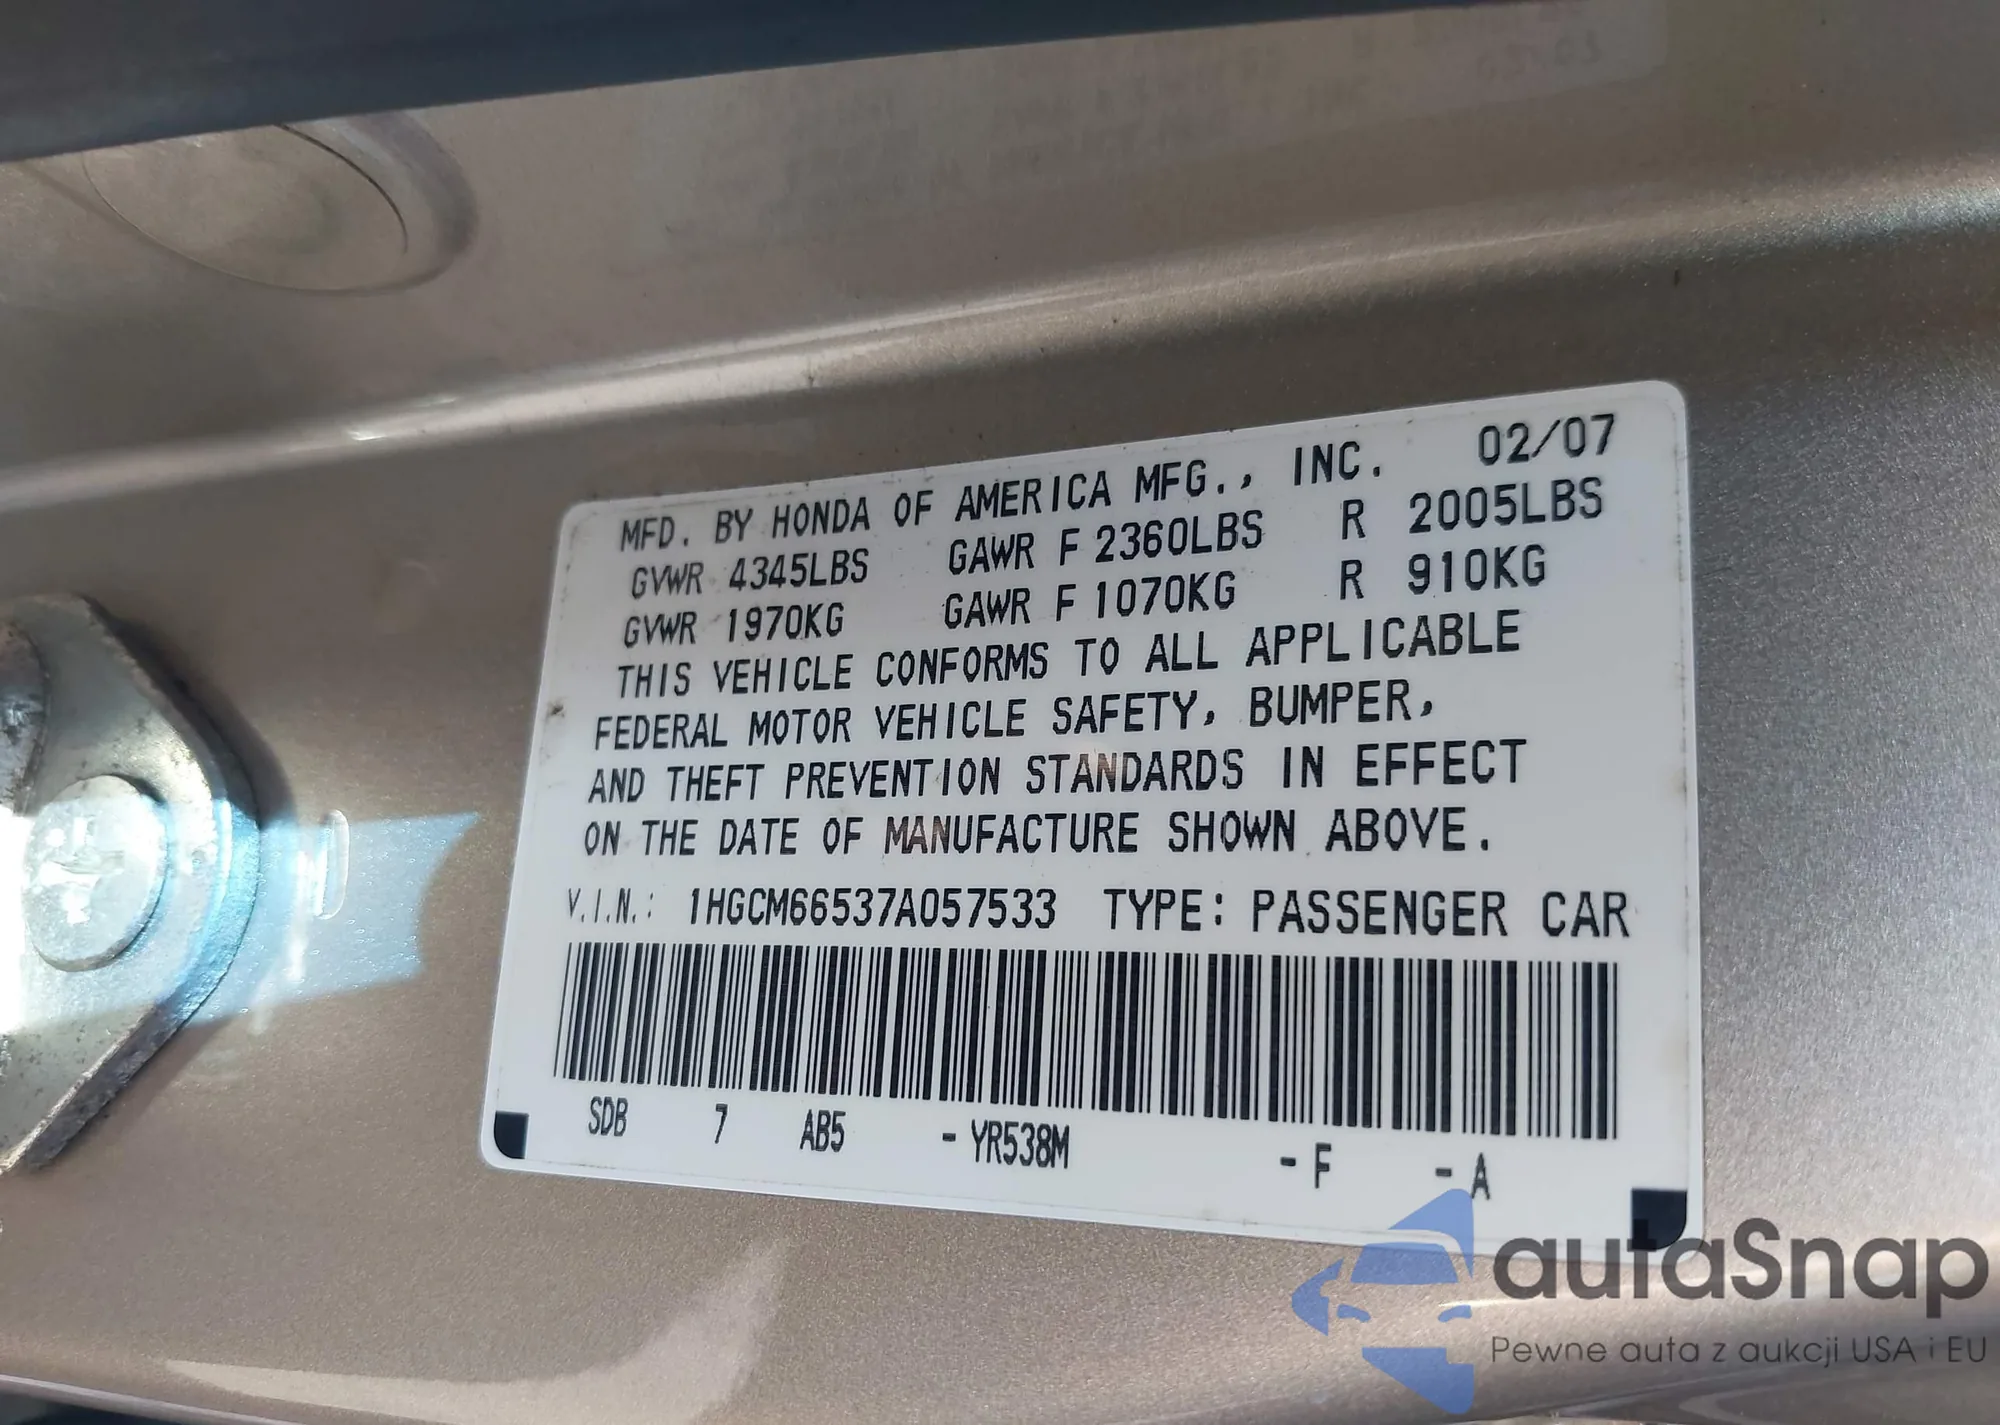 MFD. BY HONDA OF AMERICA MFG., INC. 02/07
GVWR 4345LBS GAWR F 2360LBS R 2005LBS
GVWR 1970KG GAWR F 1070KG R 910KG
THIS VEHICLE CONFORMS TO ALL APPLICABLE
FEDERAL MOTOR VEHICLE SAFETY, BUMPER,
AND THEFT PREVENTION STANDARDS IN EFFECT
ON THE DATE OF MANUFACTURE SHOWN ABOVE.
V.I.N.: 1HGCM66537A057533 TYPE: PASSENGER CAR
SDB 7 AB5 - YR538M - F - A
autaSnap
Pewne auta z aukcji USA i EU